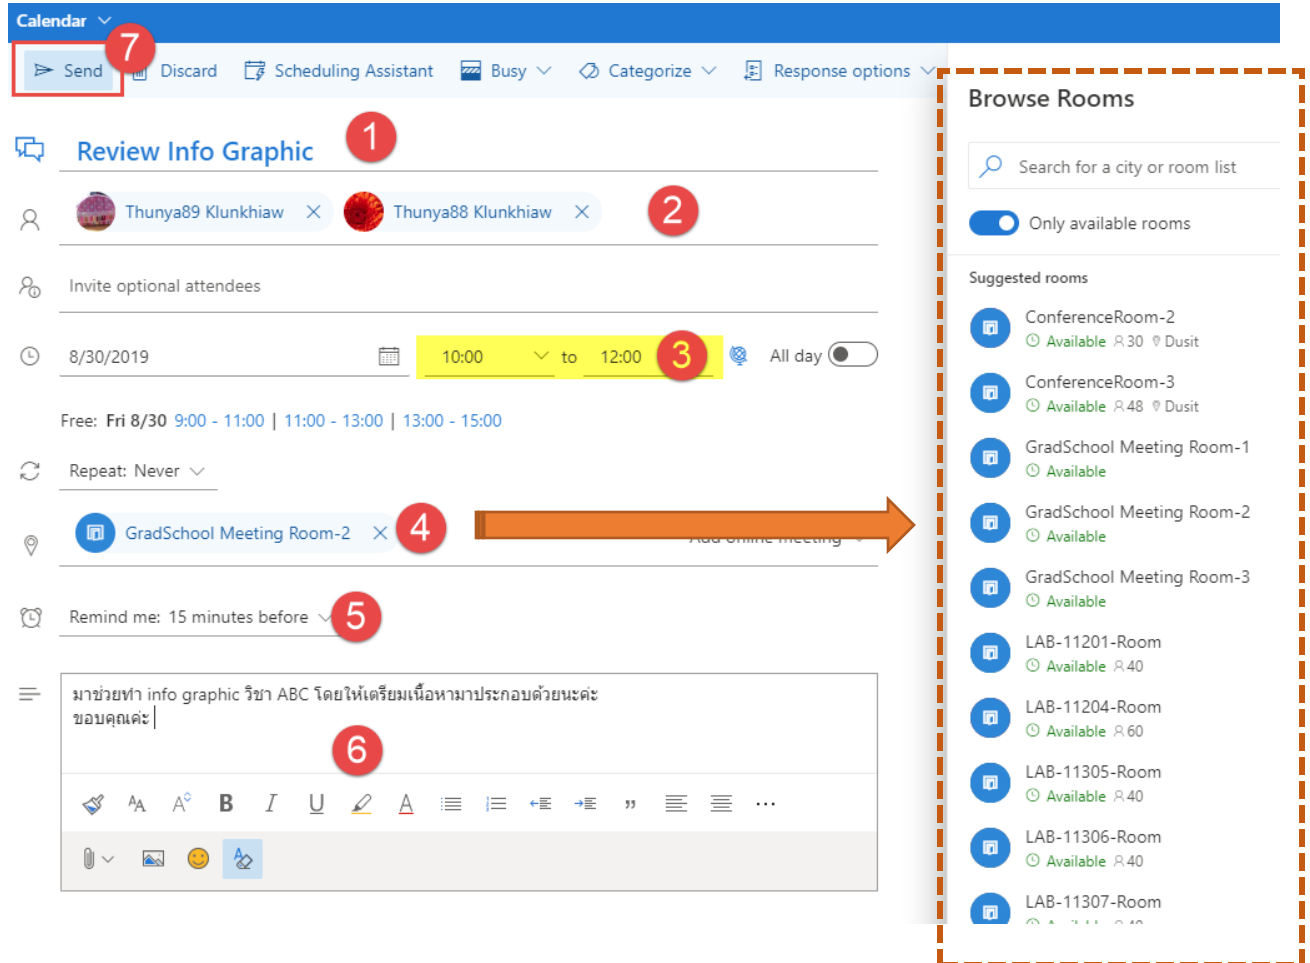 Calendar
7
Send
Discard
Scheduling Assistant
Busy
Categorize
Response options
Review Info Graphic
1
Thunya89 Klunkhiaw
Thunya88 Klunkhiaw
2
Invite optional attendees
8/30/2019
10:00 to 12:00
3
All day
Free: Fri 8/30 9:00 - 11:00 | 11:00 - 13:00 | 13:00 - 15:00
Repeat: Never
GradSchool Meeting Room-2
4
Add online meeting
Remind me: 15 minutes before
5
มาช่วยทำ info graphic วิชา ABC โดยให้เตรียมเนื้อหามาประกอบด้วยนะค่ะ
ขอบคุณค่ะ
6
Browse Rooms
Search for a city or room list
Only available rooms
Suggested rooms
ConferenceRoom-2
Available 30 Dusit
ConferenceRoom-3
Available 48 Dusit
GradSchool Meeting Room-1
Available
GradSchool Meeting Room-2
Available
GradSchool Meeting Room-3
Available
LAB-11201-Room
Available 40
LAB-11204-Room
Available 60
LAB-11305-Room
Available 40
LAB-11306-Room
Available 40
LAB-11307-Room